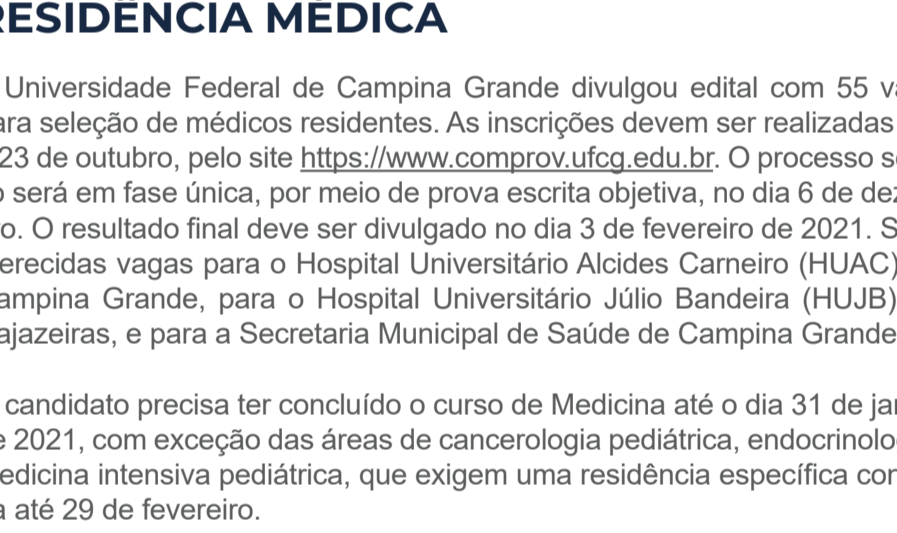 RESIDÊNCIA MÉDICA
Universidade Federal de Campina Grande divulgou edital com 55
seleção de médicos residentes. As inscrições devem ser realizadas
23 de outubro, pelo site https://www.comprov.ufcg.edu.br. O processo
será em fase única, por meio de prova escrita objetiva, no dia 6 de
O resultado final deve ser divulgado no dia 3 de fevereiro de 2021.
vagas para o Hospital Universitário Alcides Carneiro (HUAC)
Grande, para o Hospital Universitário Júlio Bandeira (HUJB)
e para a Secretaria Municipal de Saúde de Campina Grande
candidato precisa ter concluído o curso de Medicina até o dia 31 de
2021, com exceção das áreas de cancerologia pediátrica,
intensiva pediátrica, que exigem uma residência específica
até 29 de fevereiro.